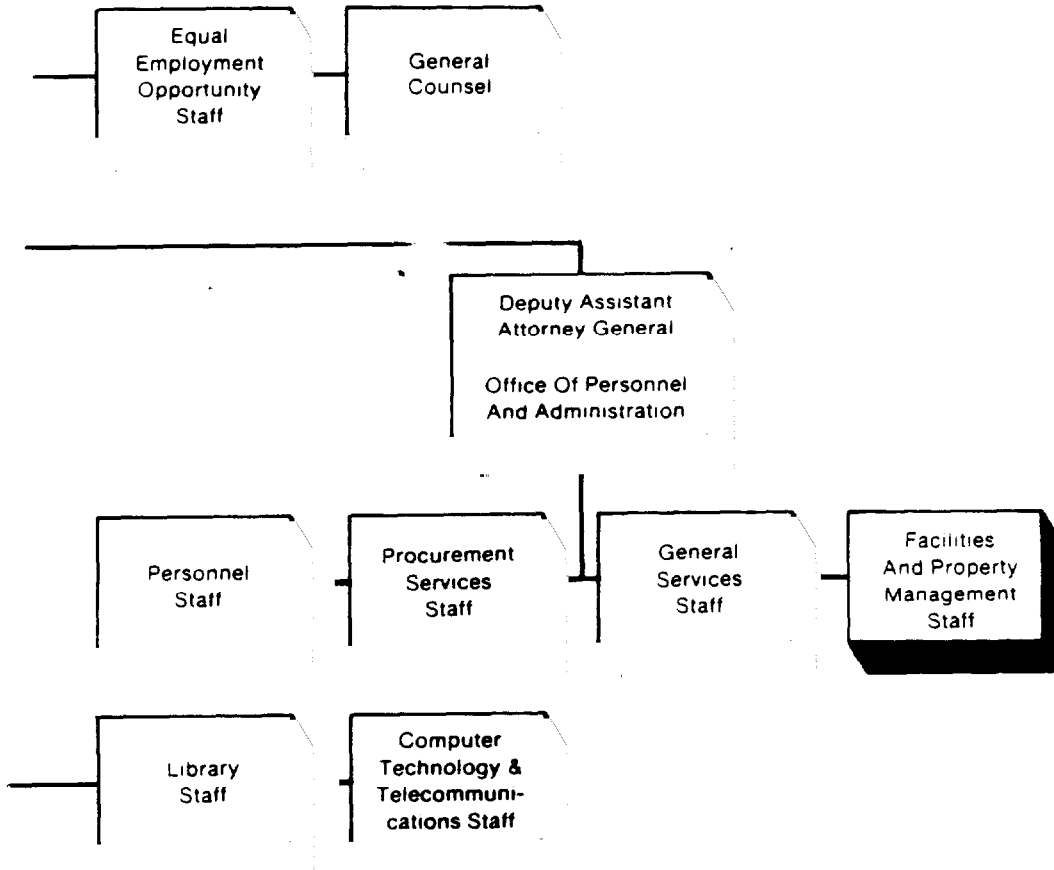 Equal
Employment
Opportunity
Staff
General
Counsel
Deputy Assistant
Attorney General
Office Of Personnel
And Administration
Personnel
Staff
Procurement
Services
Staff
General
Services
Staff
Facilities
And Property
Management
Staff
Library
Staff
Computer
Technology &
Telecommuni-
cations Staff